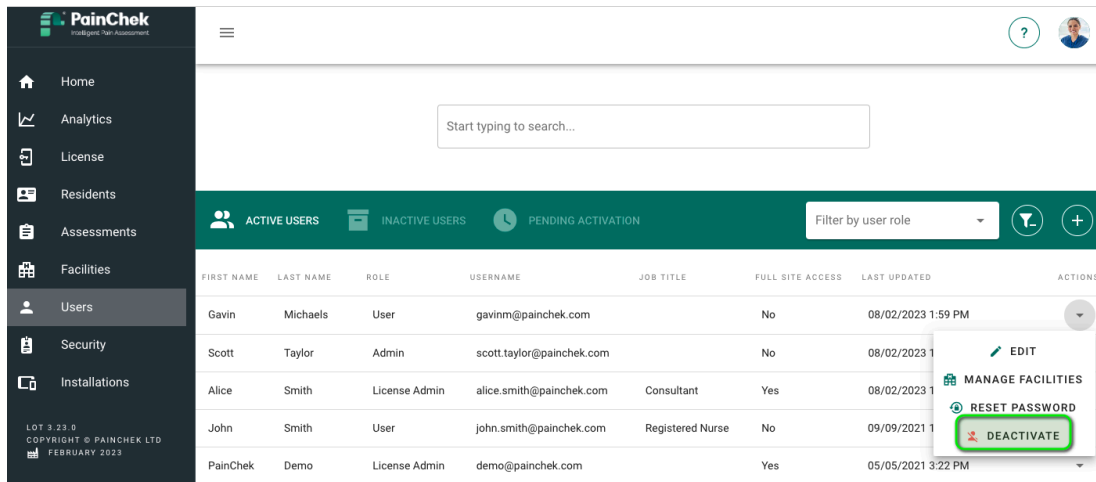 PainChek
Intelligent Pain Assessment
?
Home
Analytics
License
Residents
Assessments
Facilities
Users
Security
Installations
LOT 3.23.0
COPYRIGHT © PAINCHEK LTD
FEBRUARY 2023
Start typing to search...
ACTIVE USERS INACTIVE USERS PENDING ACTIVATION Filter by user role
FIRST NAME LAST NAME ROLE USERNAME JOB TITLE FULL SITE ACCESS LAST UPDATED ACTIONS
Gavin Michaels User gavinm@painchek.com No 08/02/2023 1:59 PM
Scott Taylor Admin scott.taylor@painchek.com No 08/02/2023 1
Alice Smith License Admin alice.smith@painchek.com Consultant Yes 08/02/2023 1
John Smith User john.smith@painchek.com Registered Nurse No 09/09/2021 1
PainChek Demo License Admin demo@painchek.com Yes 05/05/2021 3:22 PM
EDIT
MANAGE FACILITIES
RESET PASSWORD
DEACTIVATE